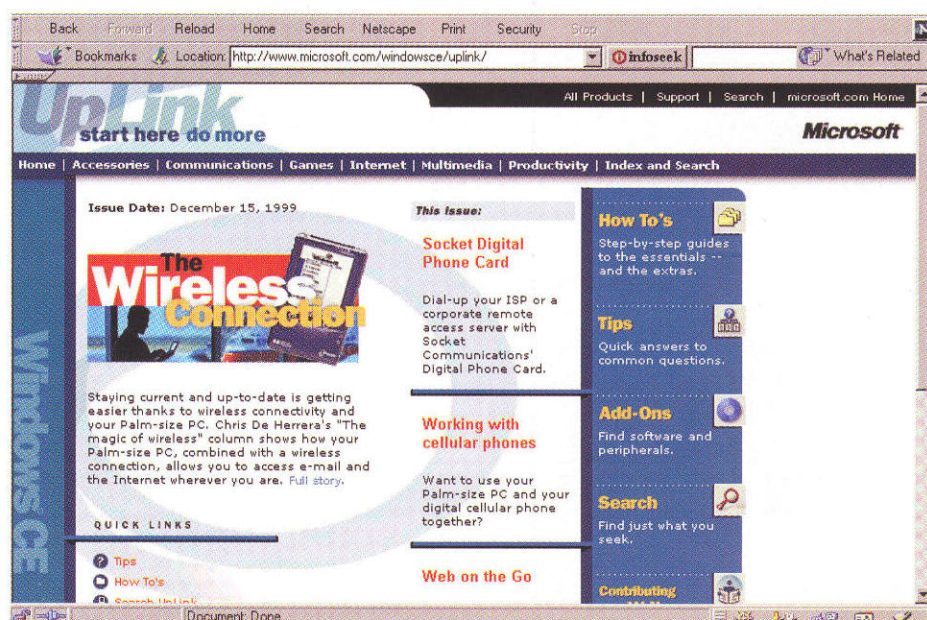 Back Forward Reload Home Search Netscape Print Security Stop
Bookmarks Location: http://www.microsoft.com/windowsce/uplink/ infoseek What's Related
UpLink
start here do more
All Products | Support | Search | microsoft.com Home
Microsoft
Home | Accessories | Communications | Games | Internet | Multimedia | Productivity | Index and Search
Windows CE
Issue Date: December 15, 1999
The
Wireless
Connection
Staying current and up-to-date is getting
easier thanks to wireless connectivity and
your Palm-size PC. Chris De Herrera's "The
magic of wireless" column shows how your
Palm-size PC, combined with a wireless
connection, allows you to access e-mail and
the Internet wherever you are. Full story.
QUICK LINKS
Tips
How To's
Search UpLink
This Issue:
Socket Digital
Phone Card
Dial-up your ISP or a
corporate remote
access server with
Socket
Communications'
Digital Phone Card.
Working with
cellular phones
Want to use your
Palm-size PC and your
digital cellular phone
together?
Web on the Go
How To's
Step-by-step guides
to the essentials --
and the extras.
Tips
Quick answers to
common questions.
Add-Ons
Find software and
peripherals.
Search
Find just what you
seek.
Contributing
Document: Done